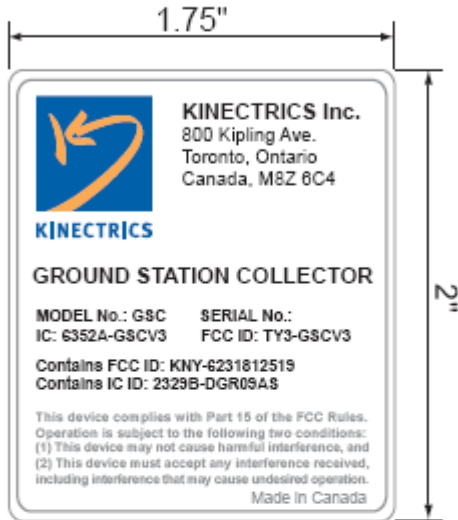 1.75"
KINECTRICS Inc.
800 Kipling Ave.
Toronto, Ontario
Canada, M8Z 6C4
KINECTRICS
GROUND STATION COLLECTOR
MODEL No.: GSC SERIAL No.:
IC: 6352A-GSCV3 FCC ID: TY3-GSCV3
Contains FCC ID: KNY-6231812519
Contains IC ID: 2329B-DGR09AS
This device complies with Part 15 of the FCC Rules.
Operation is subject to the following two conditions:
(1) This device may not cause harmful interference, and
(2) This device must accept any interference received,
including interference that may cause undesired operation.
Made in Canada
2"